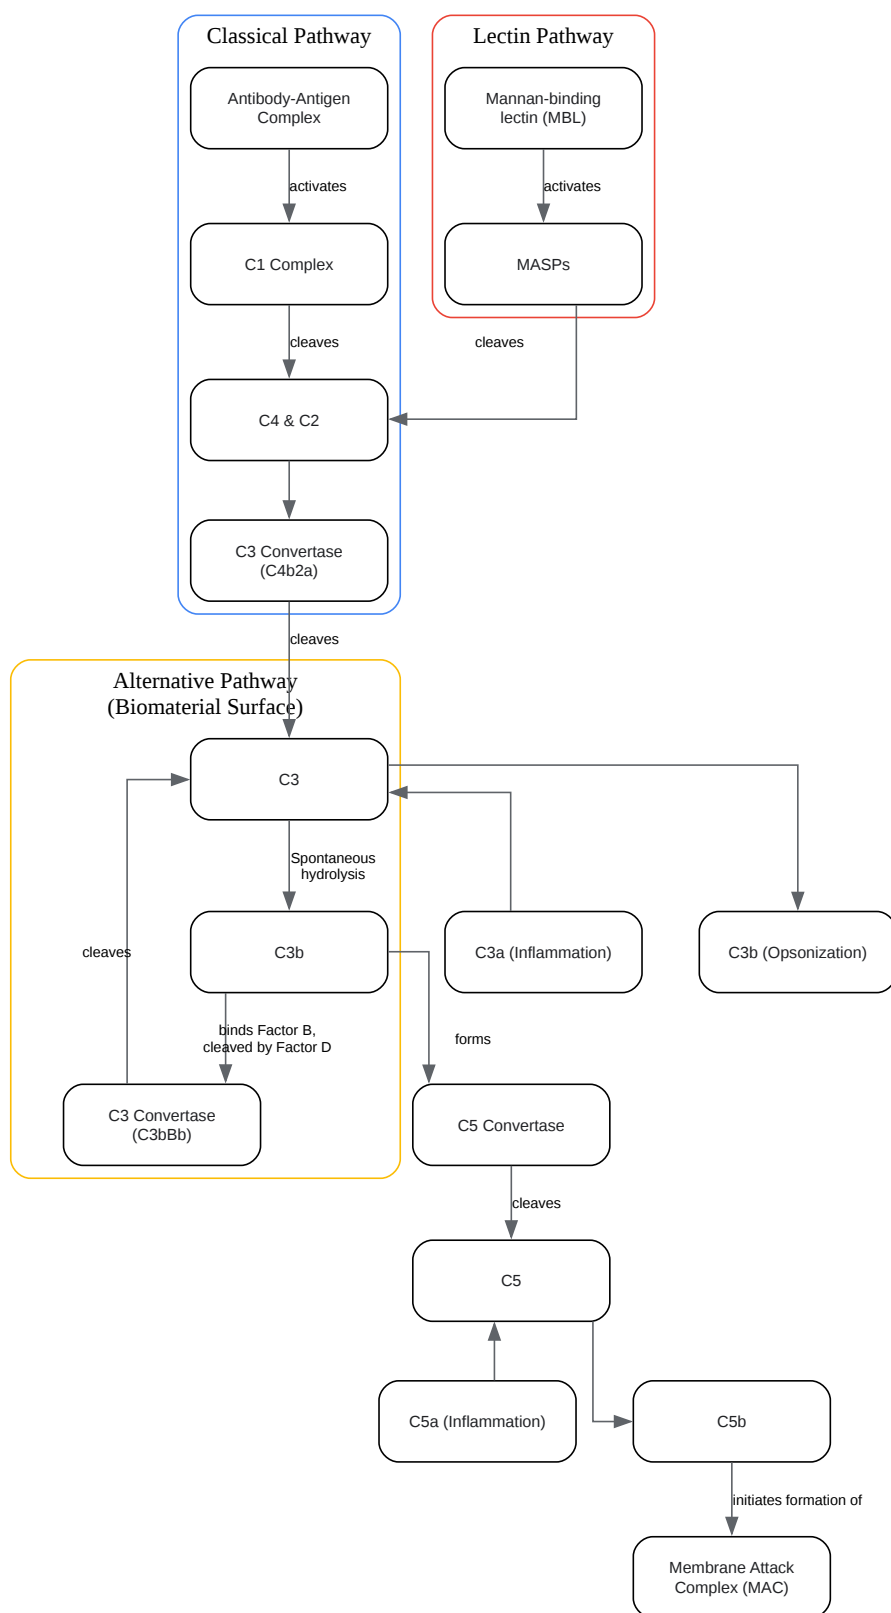 Classical Pathway
Lectin Pathway
Antibody-Antigen
Complex
Mannan-binding
lectin (MBL)
activates
activates
C1 Complex
MASPs
cleaves
cleaves
C4 & C2
C3 Convertase
(C4b2a)
cleaves
Alternative Pathway
(Biomaterial Surface)
C3
Spontaneous
hydrolysis
cleaves
C3b
C3a (Inflammation)
C3b (Opsonization)
binds Factor B,
cleaved by Factor D
forms
C3 Convertase
(C3bBb)
C5 Convertase
cleaves
C5
C5a (Inflammation)
C5b
initiates formation of
Membrane Attack
Complex (MAC)